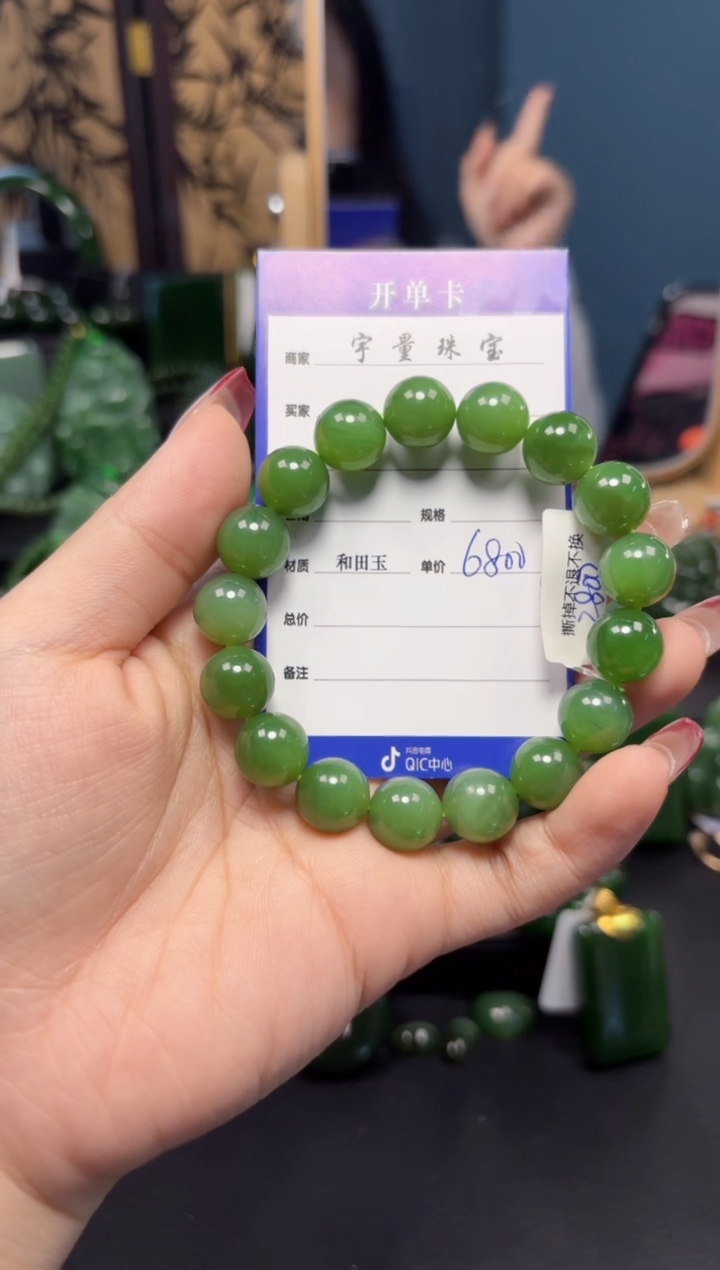 开单卡
商家 宇量珠宝
买家
规格
材质 和田玉 单价 6800
撕掉不退不换
总价
备注
抖音电商
QIC中心